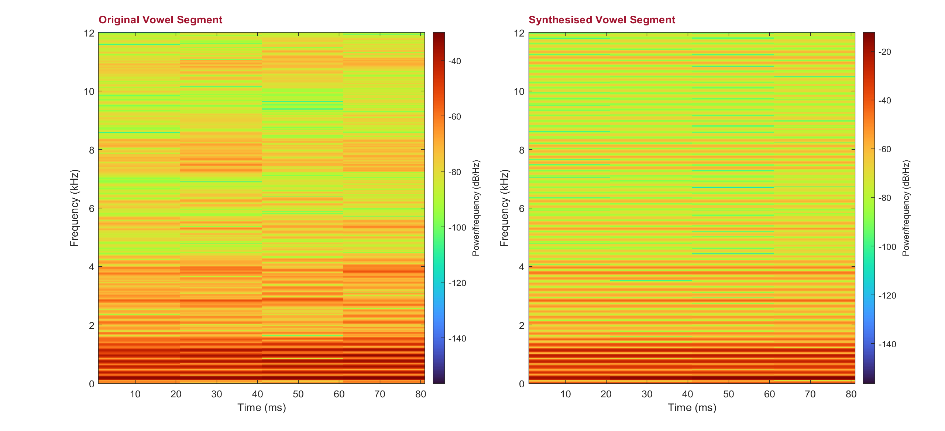 Original Vowel Segment
12
10
8
6
4
2
0
10 20 30 40 50 60 70 80
Time (ms)
Frequency (kHz)
-40
-60
-80
-100
-120
-140
Power/frequency (dB/Hz)
Synthesised Vowel Segment
12
10
8
6
4
2
0
10 20 30 40 50 60 70 80
Time (ms)
Frequency (kHz)
-20
-40
-60
-80
-100
-120
-140
Power/frequency (dB/Hz)